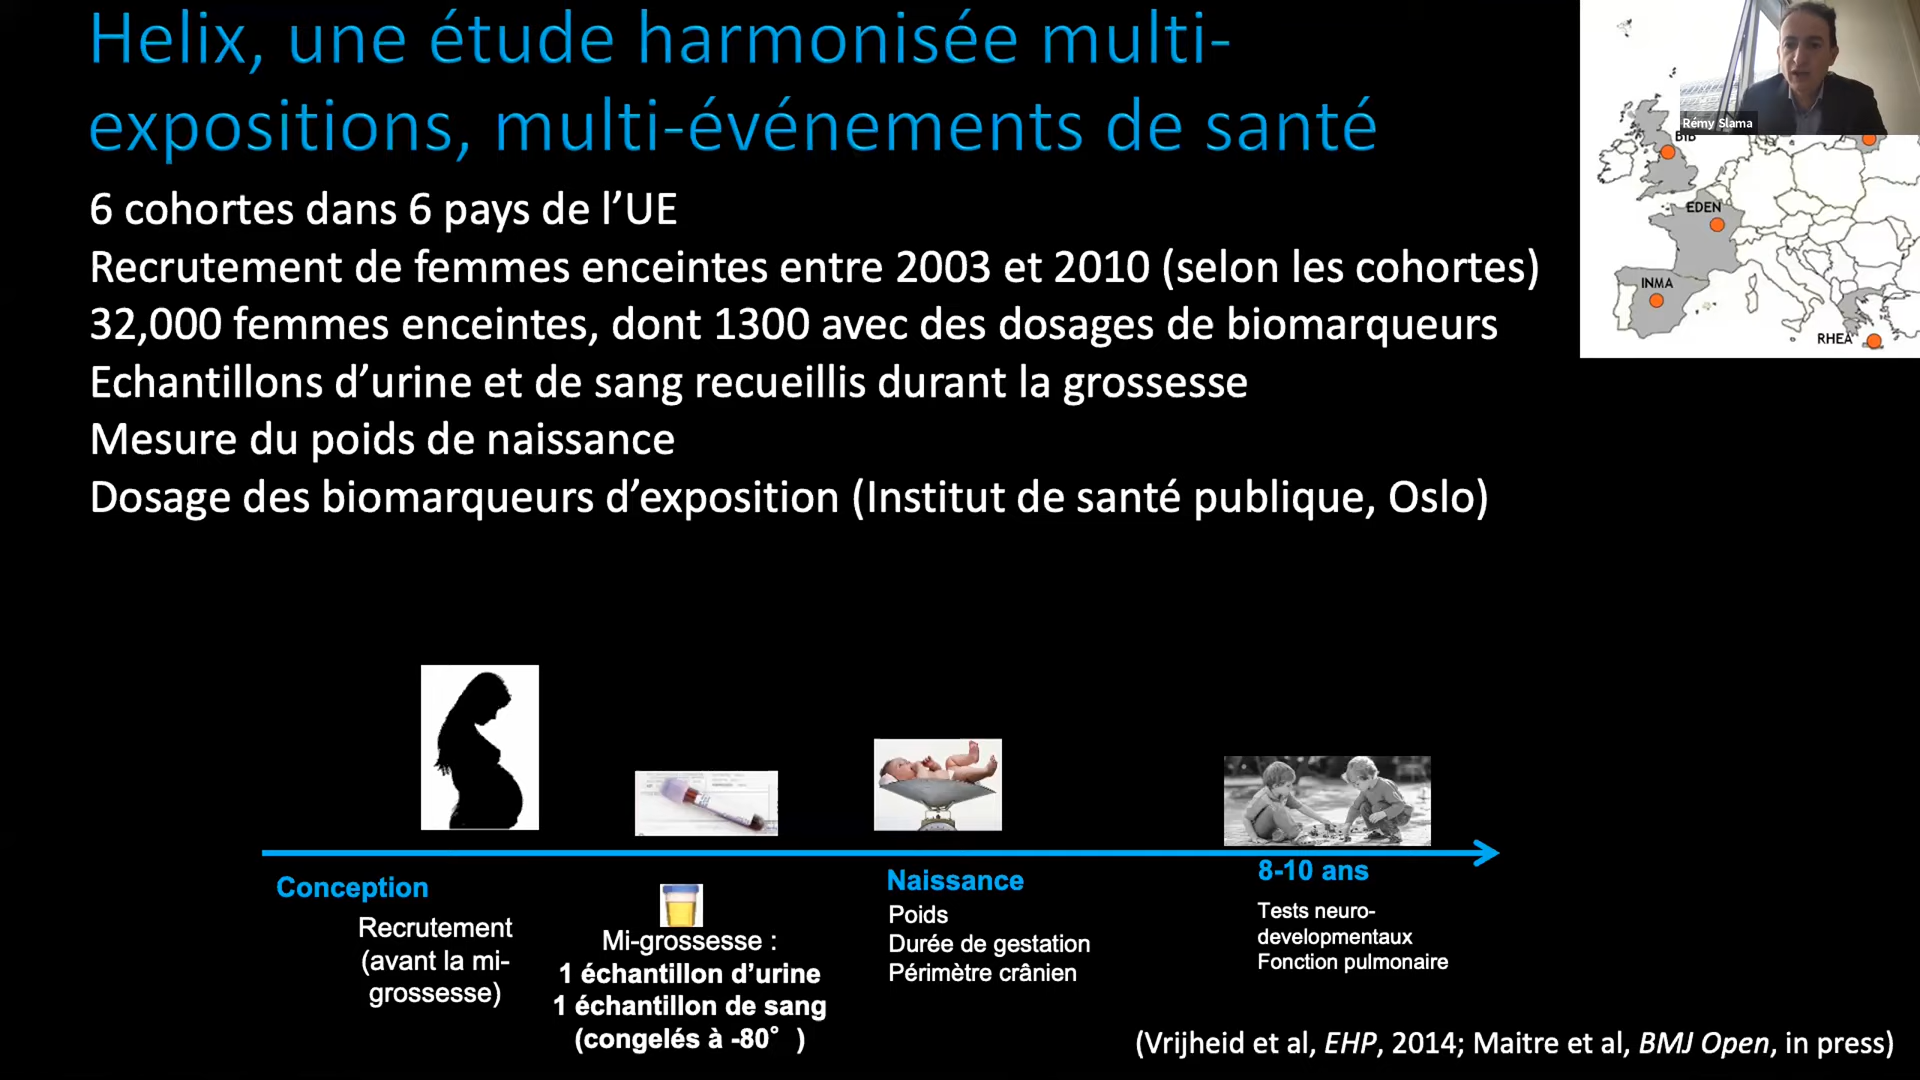 Helix, une étude harmonisée multi-
expositions, multi-événements de santé
6 cohortes dans 6 pays de l’UE
Recrutement de femmes enceintes entre 2003 et 2010 (selon les cohortes)
32,000 femmes enceintes, dont 1300 avec des dosages de biomarqueurs
Echantillons d’urine et de sang recueillis durant la grossesse
Mesure du poids de naissance
Dosage des biomarqueurs d’exposition (Institut de santé publique, Oslo)
Rémy Slama
BIB
EDEN
INMA
RHEA
Conception
Recrutement
(avant la mi-
grossesse)
Mi-grossesse :
1 échantillon d’urine
1 échantillon de sang
(congelés à -80° )
Naissance
Poids
Durée de gestation
Périmètre crânien
8-10 ans
Tests neuro-
developmentaux
Fonction pulmonaire
(Vrijheid et al, EHP, 2014; Maitre et al, BMJ Open, in press)